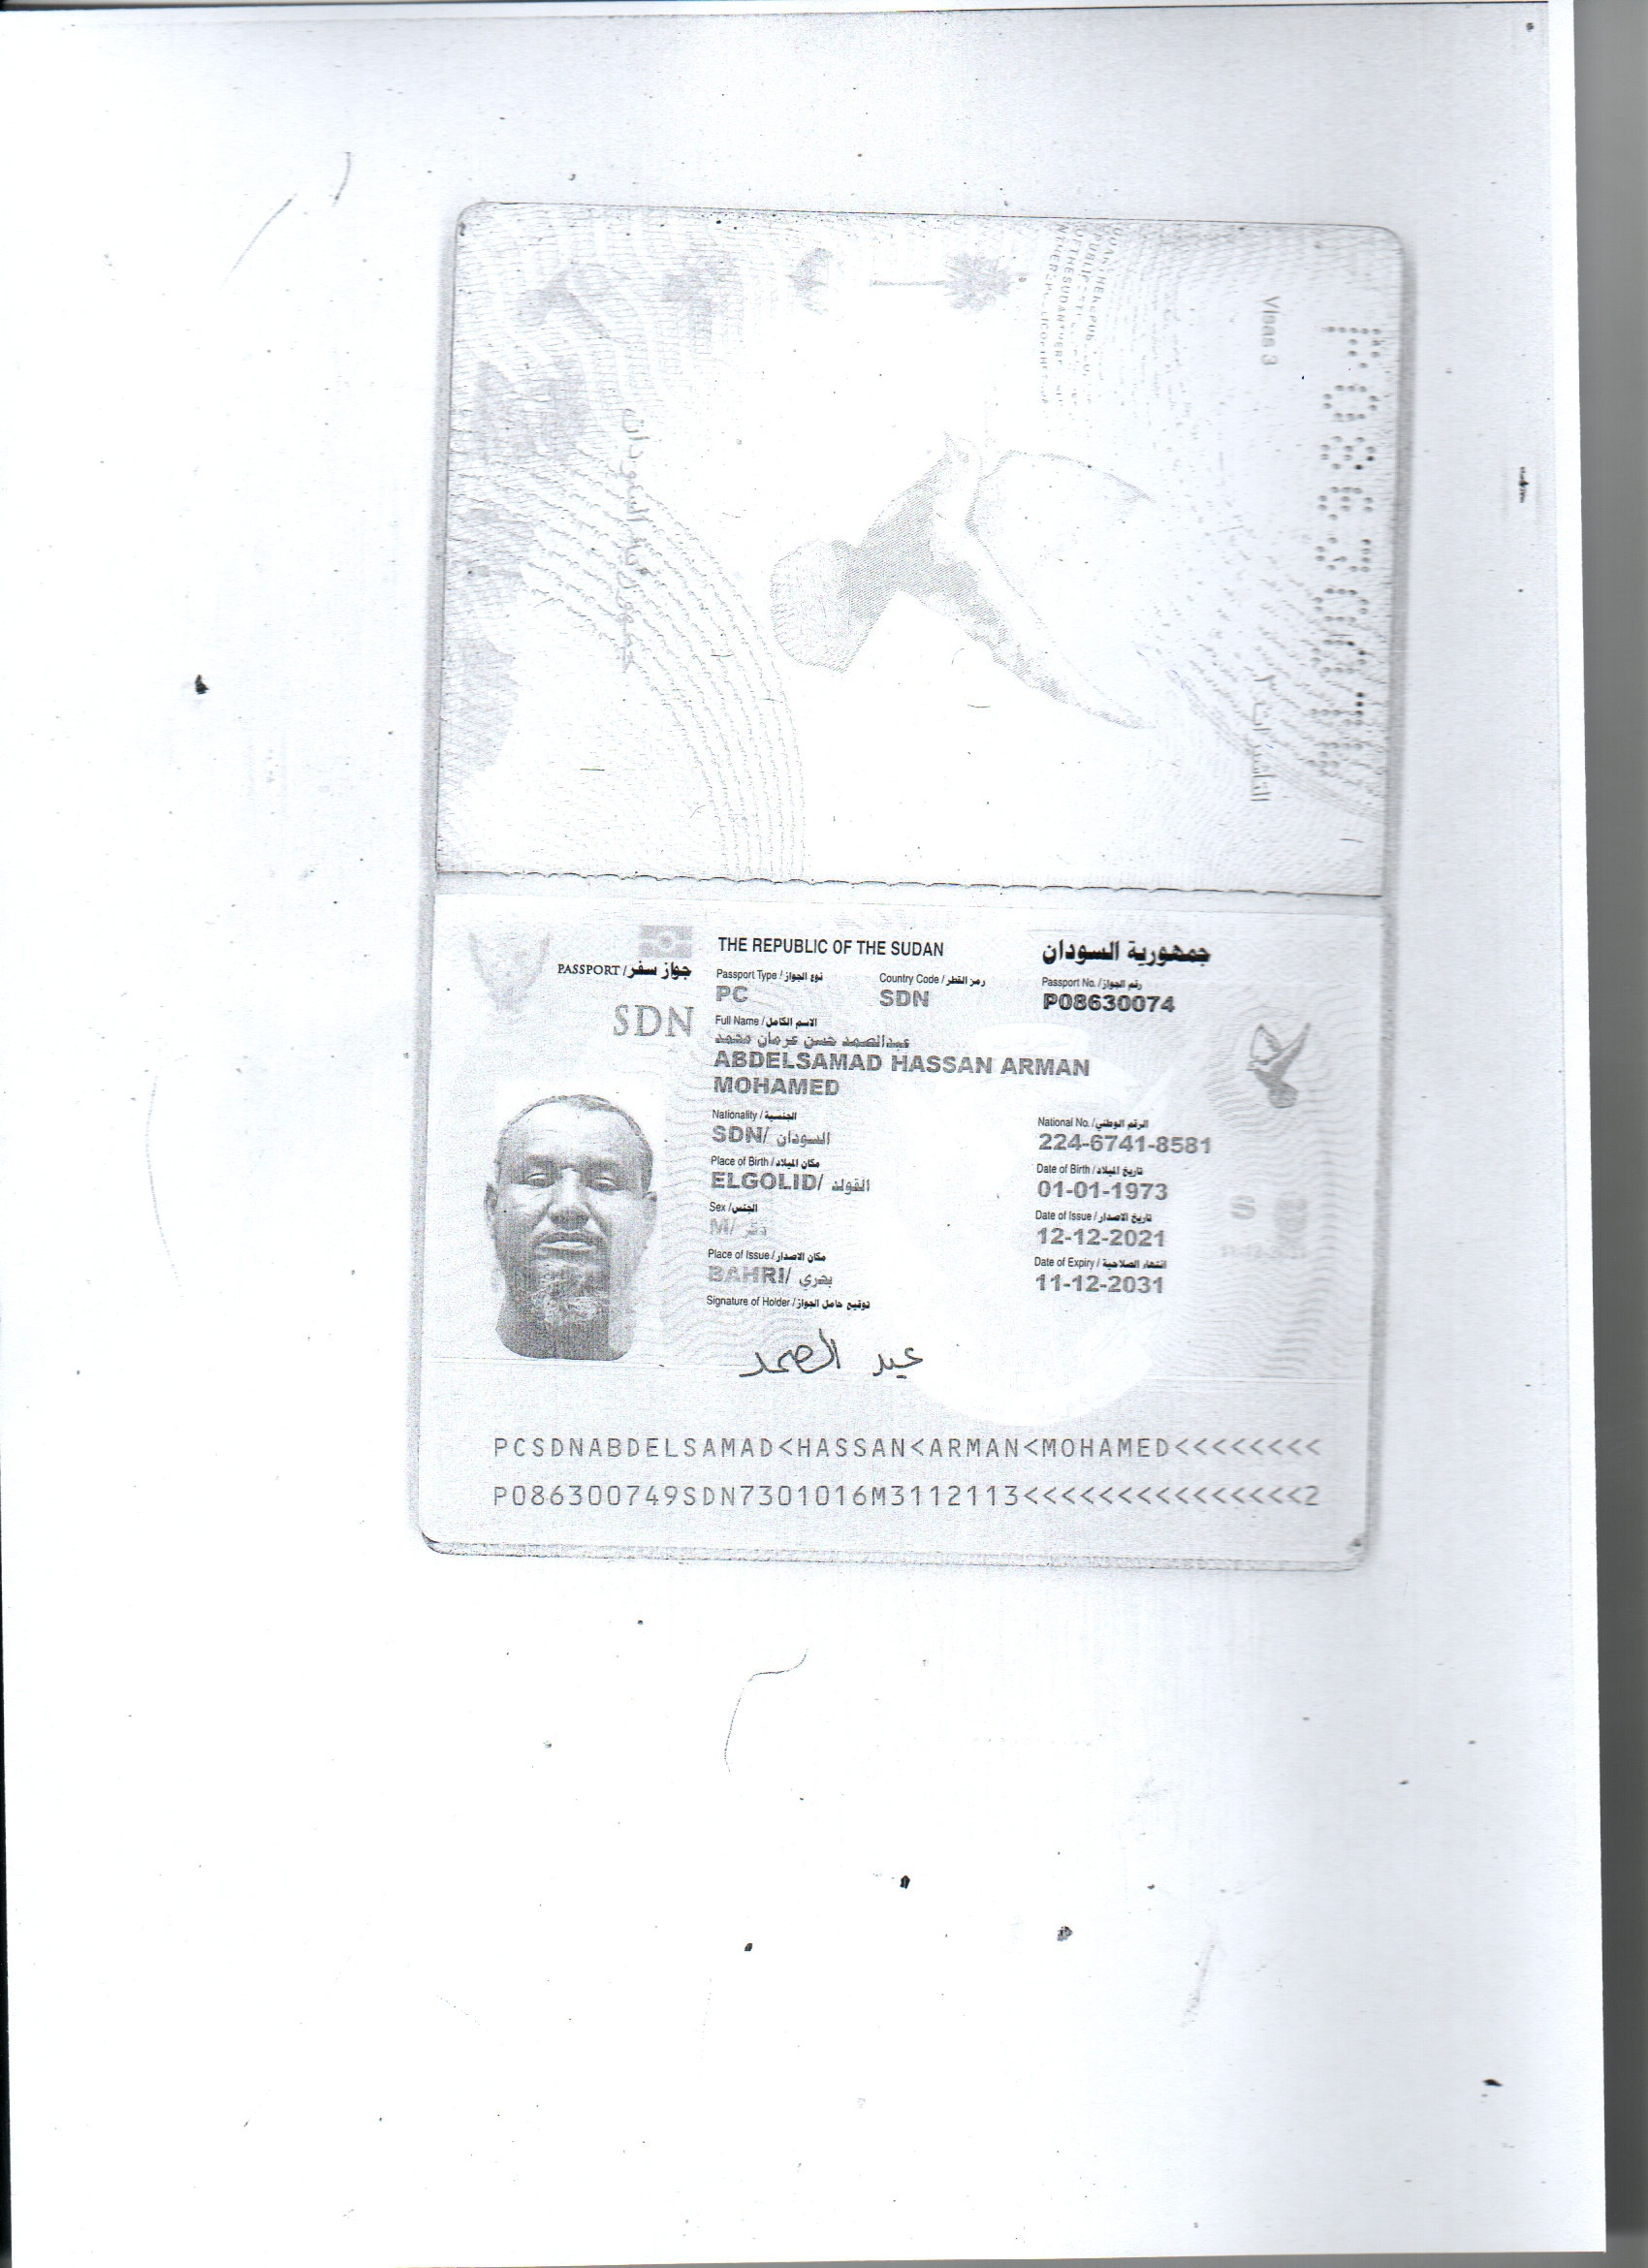 Visas 3
التأشيرات ٣
جمهورية السودان
THE REPUBLIC OF THE SUDAN
جمهورية السودان
PASSPORT / جواز سفر
Passport Type / نوع الجواز
Country Code / رمز القطر
Passport No. / رقم الجواز
PC
SDN
P08630074
SDN
Full Name / الاسم الكامل
عبدالصمد حسن عرمان محمد
ABDELSAMAD HASSAN ARMAN
MOHAMED
Nationality / الجنسية
National No. / الرقم الوطني
SDN/ السودان
224-6741-8581
Place of Birth / مكان الميلاد
Date of Birth / تاريخ الميلاد
ELGOLID/ القولد
01-01-1973
Sex / الجنس
Date of Issue / تاريخ الاصدار
M/ ذكر
12-12-2021
Place of Issue / مكان الاصدار
Date of Expiry / انتهاء الصلاحية
BAHRI/ بحري
11-12-2031
Signature of Holder / توقيع حامل الجواز
عبد الصمد
PCSDNABDELSAMAD<HASSAN<ARMAN<MOHAMED<<<<<<<<
P086300749SDN7301016M3112113<<<<<<<<<<<<<<<2